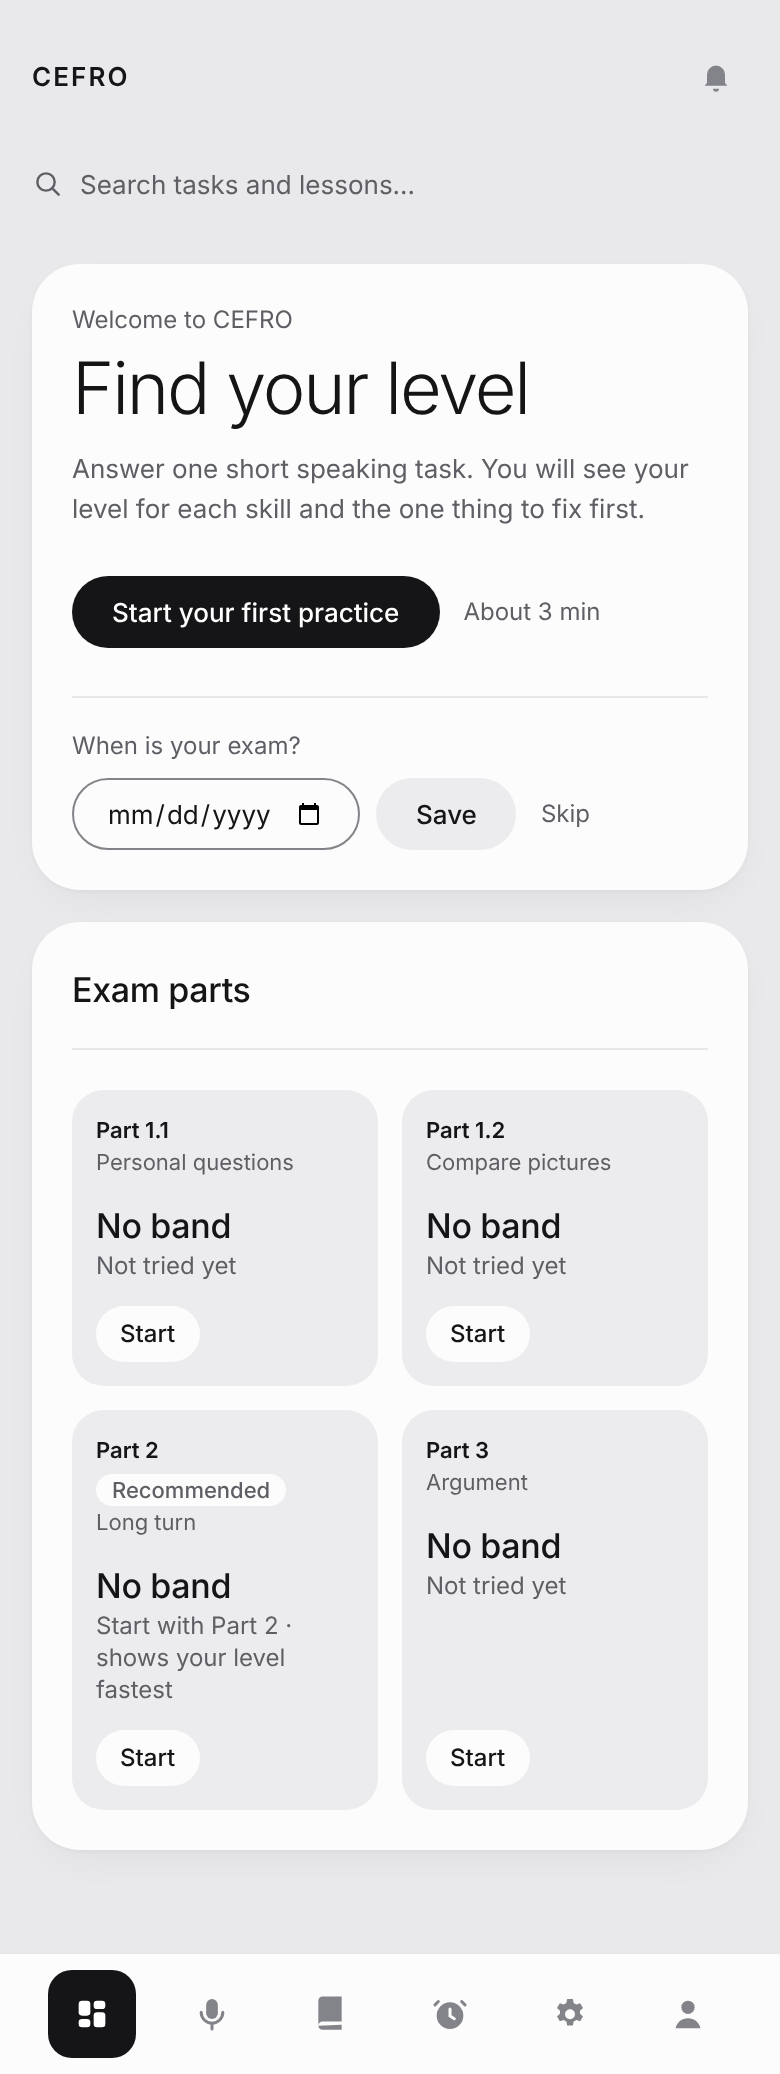 CEFRO
Search tasks and lessons...
Welcome to CEFRO
Find your level
Answer one short speaking task. You will see your
level for each skill and the one thing to fix first.
Start your first practice
About 3 min
When is your exam?
mm/dd/yyyy
Save
Skip
Exam parts
Part 1.1
Personal questions
No band
Not tried yet
Start
Part 1.2
Compare pictures
No band
Not tried yet
Start
Part 2
Recommended
Long turn
No band
Start with Part 2 ·
shows your level
fastest
Start
Part 3
Argument
No band
Not tried yet
Start